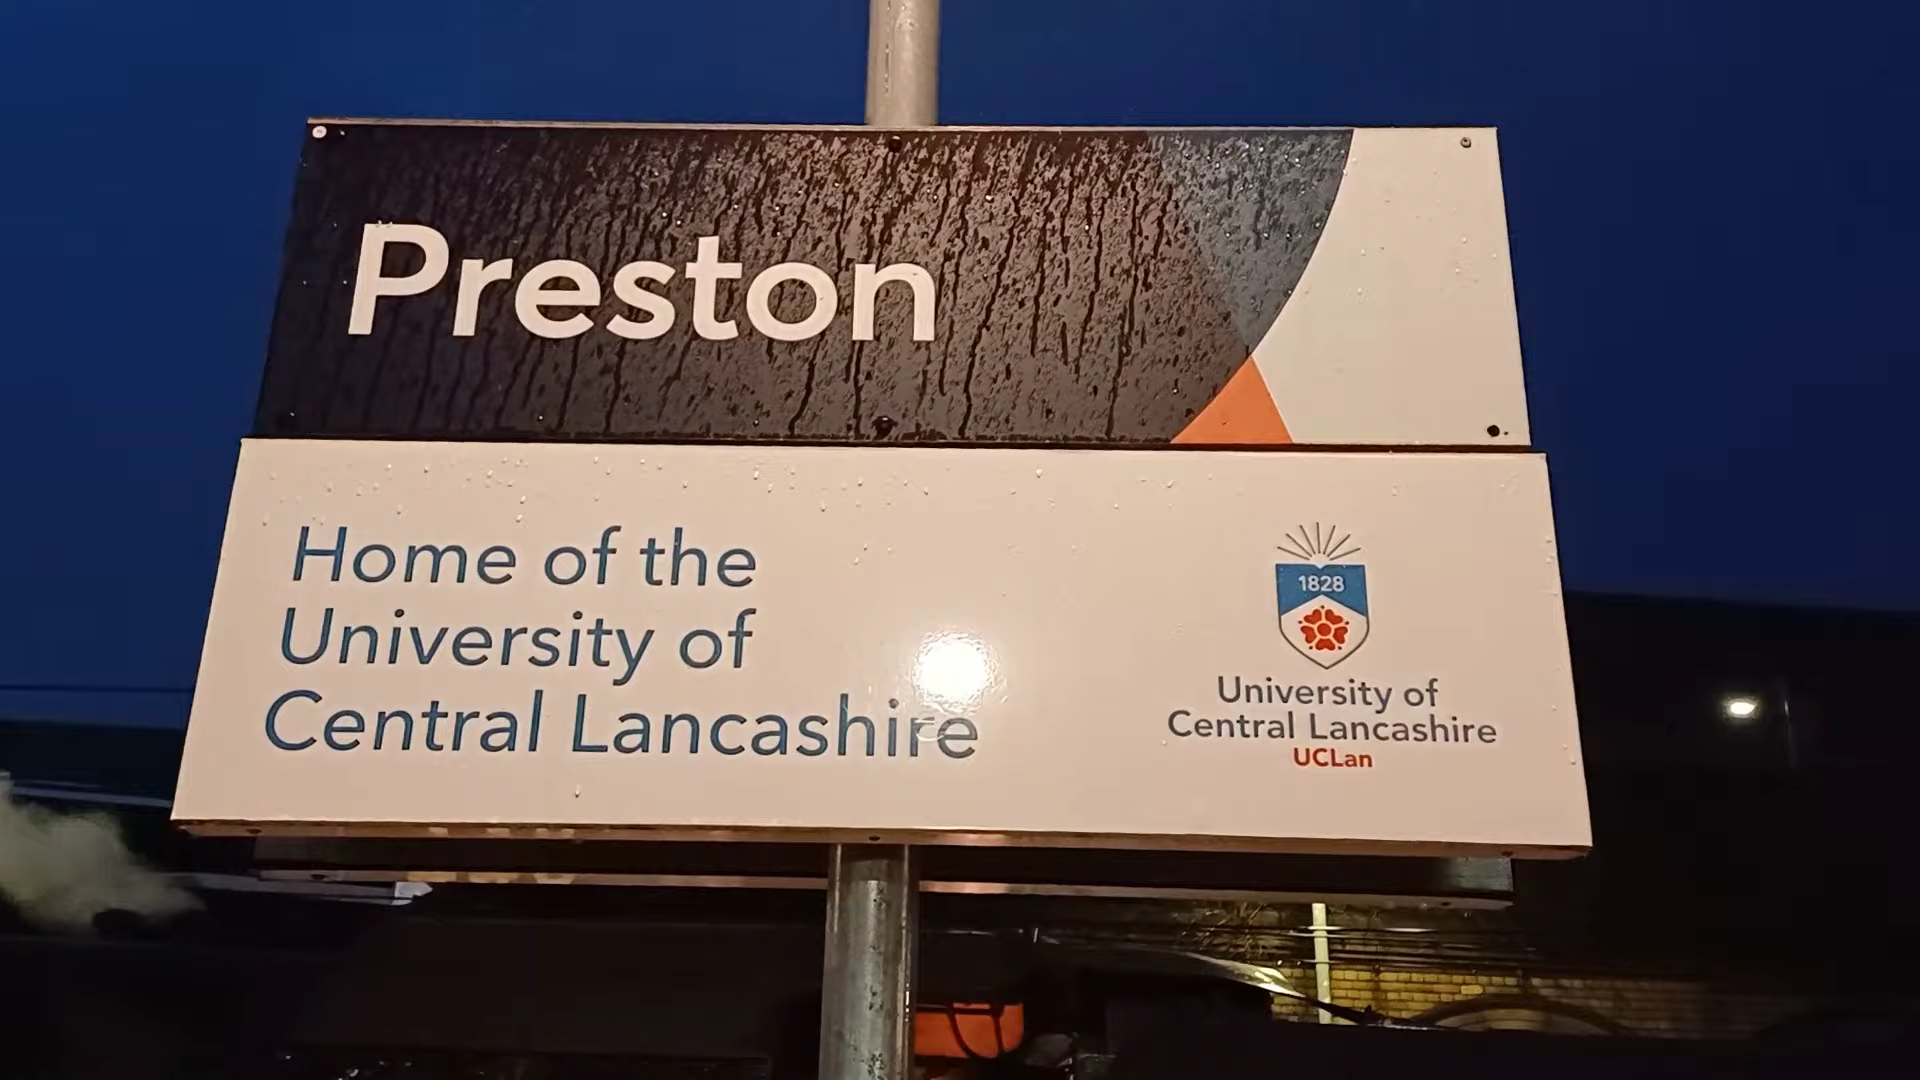 Preston
Home of the
University of
Central Lancashire
1828
University of
Central Lancashire
UCLan